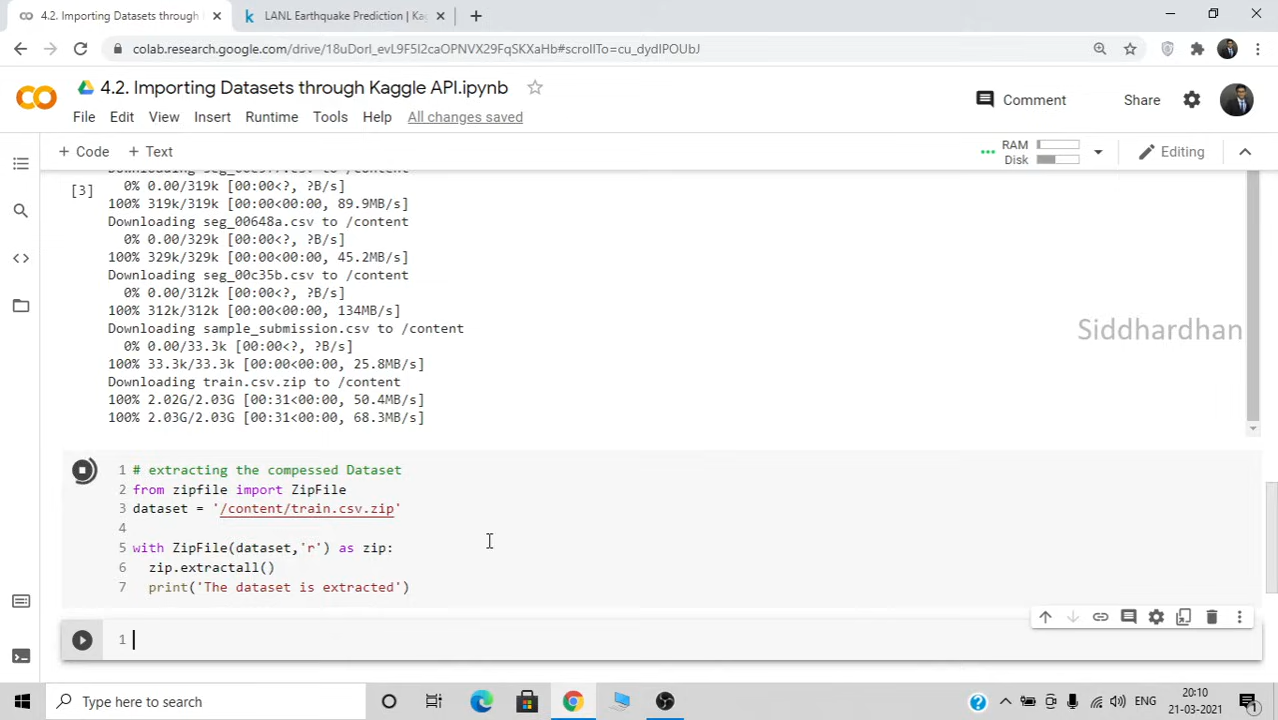 4.2. Importing Datasets through
LANL Earthquake Prediction | Kag
colab.research.google.com/drive/18uDorl_evL9F5I2caOPNVX29FqSKXaHb#scrollTo=cu_dydIPOUbJ
4.2. Importing Datasets through Kaggle API.ipynb
Comment
Share
File Edit View Insert Runtime Tools Help All changes saved
+ Code + Text
RAM
Disk
Editing
[3]
0% 0.00/319k [00:00<?, ?B/s]
100% 319k/319k [00:00<00:00, 89.9MB/s]
Downloading seg_00648a.csv to /content
0% 0.00/329k [00:00<?, ?B/s]
100% 329k/329k [00:00<00:00, 45.2MB/s]
Downloading seg_00c35b.csv to /content
0% 0.00/312k [00:00<?, ?B/s]
100% 312k/312k [00:00<00:00, 134MB/s]
Downloading sample_submission.csv to /content
0% 0.00/33.3k [00:00<?, ?B/s]
100% 33.3k/33.3k [00:00<00:00, 25.8MB/s]
Downloading train.csv.zip to /content
100% 2.02G/2.03G [00:31<00:00, 50.4MB/s]
100% 2.03G/2.03G [00:31<00:00, 68.3MB/s]
Siddhardhan
1 # extracting the compessed Dataset
2 from zipfile import ZipFile
3 dataset = '/content/train.csv.zip'
4
5 with ZipFile(dataset,'r') as zip:
6 zip.extractall()
7 print('The dataset is extracted')
1
Type here to search
ENG
20:10
21-03-2021